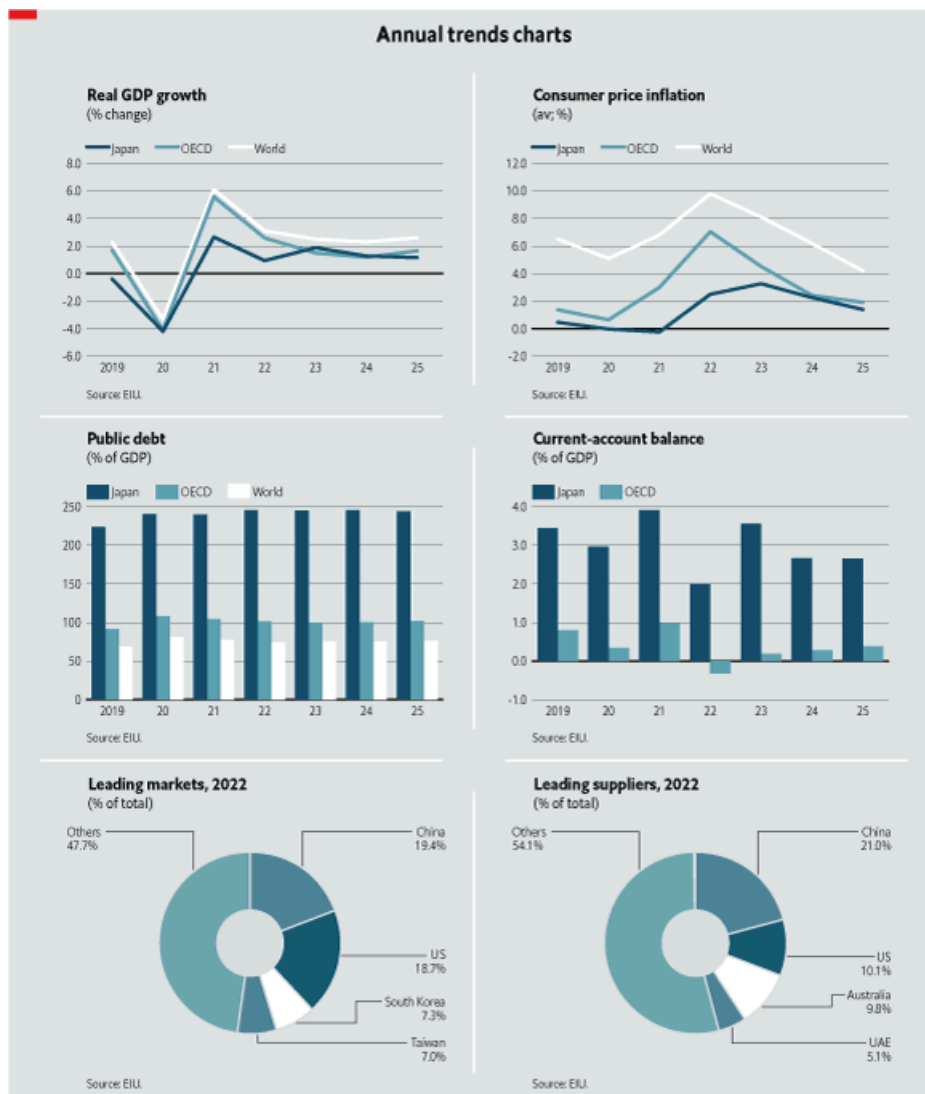 Annual trends charts
Real GDP growth
(% change)
Japan OECD World
8.0
6.0
4.0
2.0
0.0
-2.0
-4.0
-6.0
2019 20 21 22 23 24 25
Source: EIU.
Consumer price inflation
(av; %)
Japan OECD World
12.0
10.0
8.0
6.0
4.0
2.0
0.0
-2.0
2019 20 21 22 23 24 25
Source: EIU.
Public debt
(% of GDP)
Japan OECD World
250
200
150
100
50
0
2019 20 21 22 23 24 25
Source: EIU.
Current-account balance
(% of GDP)
Japan OECD
4.0
3.0
2.0
1.0
0.0
-1.0
2019 20 21 22 23 24 25
Source: EIU.
Leading markets, 2022
(% of total)
Others
47.7%
China
19.4%
US
18.7%
South Korea
7.3%
Taiwan
7.0%
Source: EIU.
Leading suppliers, 2022
(% of total)
Others
54.1%
China
21.0%
US
10.1%
Australia
9.8%
UAE
5.1%
Source: EIU.